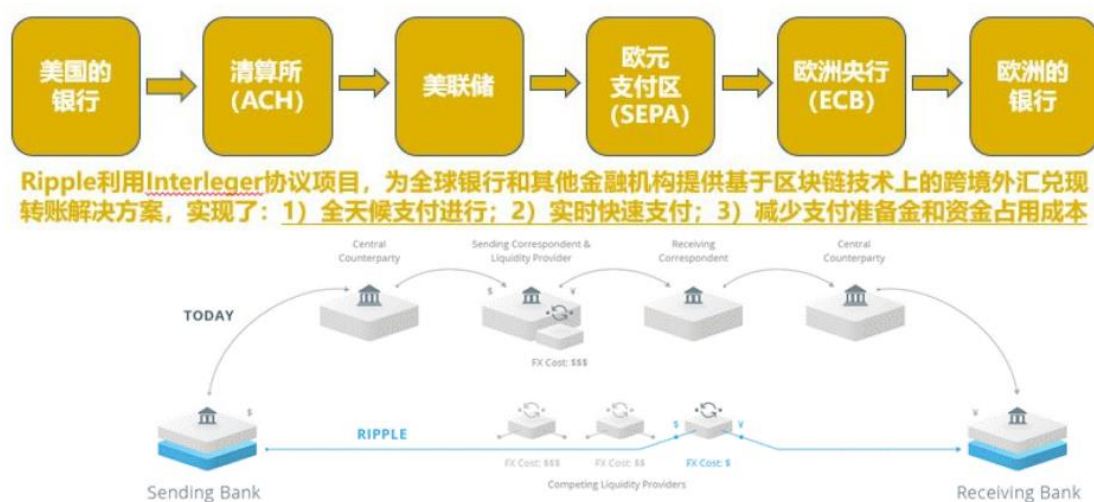 美国的
银行
清算所
(ACH)
美联储
欧元
支付区
(SEPA)
欧洲央行
(ECB)
欧洲的
银行
Ripple利用Interleger协议项目，为全球银行和其他金融机构提供基于区块链技术上的跨境外汇兑现
转账解决方案，实现了：1）全天候支付进行；2）实时快速支付；3）减少支付准备金和资金占用成本
Central
Counterparty
Sending Correspondent &
Liquidity Provider
Receiving
Correspondent
Central
Counterparty
TODAY
$
¥
FX Cost: $$$
$
¥
RIPPLE
$
¥
FX Cost: $$$
FX Cost: $$
FX Cost: $
Sending Bank
Competing Liquidity Providers
Receiving Bank